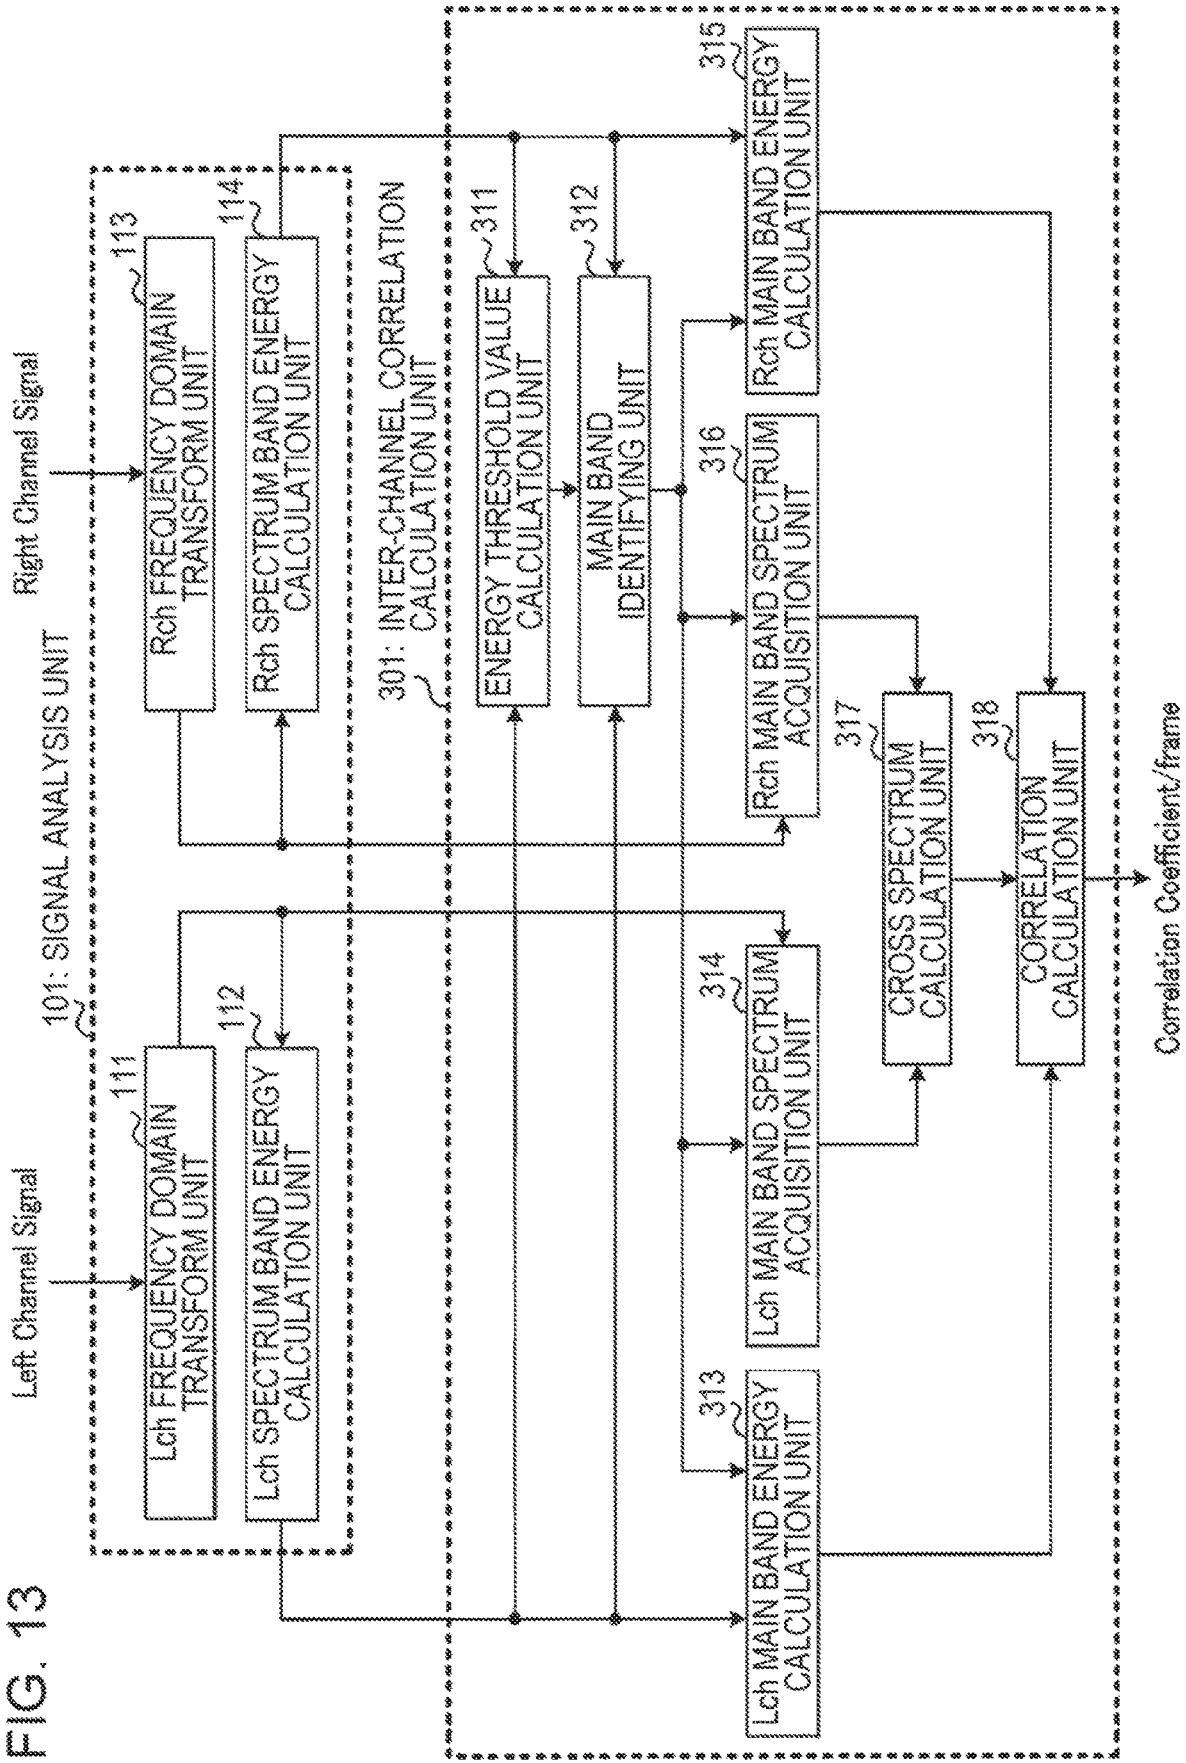 FIG. 13
Left Channel Signal
Right Channel Signal
101: SIGNAL ANALYSIS UNIT
111
Lch FREQUENCY DOMAIN
TRANSFORM UNIT
113
Rch FREQUENCY DOMAIN
TRANSFORM UNIT
112
Lch SPECTRUM BAND ENERGY
CALCULATION UNIT
114
Rch SPECTRUM BAND ENERGY
CALCULATION UNIT
301: INTER-CHANNEL CORRELATION
CALCULATION UNIT
311
ENERGY THRESHOLD VALUE
CALCULATION UNIT
312
MAIN BAND
IDENTIFYING UNIT
313
Lch MAIN BAND ENERGY
CALCULATION UNIT
314
Lch MAIN BAND SPECTRUM
ACQUISITION UNIT
316
Rch MAIN BAND SPECTRUM
ACQUISITION UNIT
315
Rch MAIN BAND ENERGY
CALCULATION UNIT
317
CROSS SPECTRUM
CALCULATION UNIT
318
CORRELATION
CALCULATION UNIT
Correlation Coefficient/frame